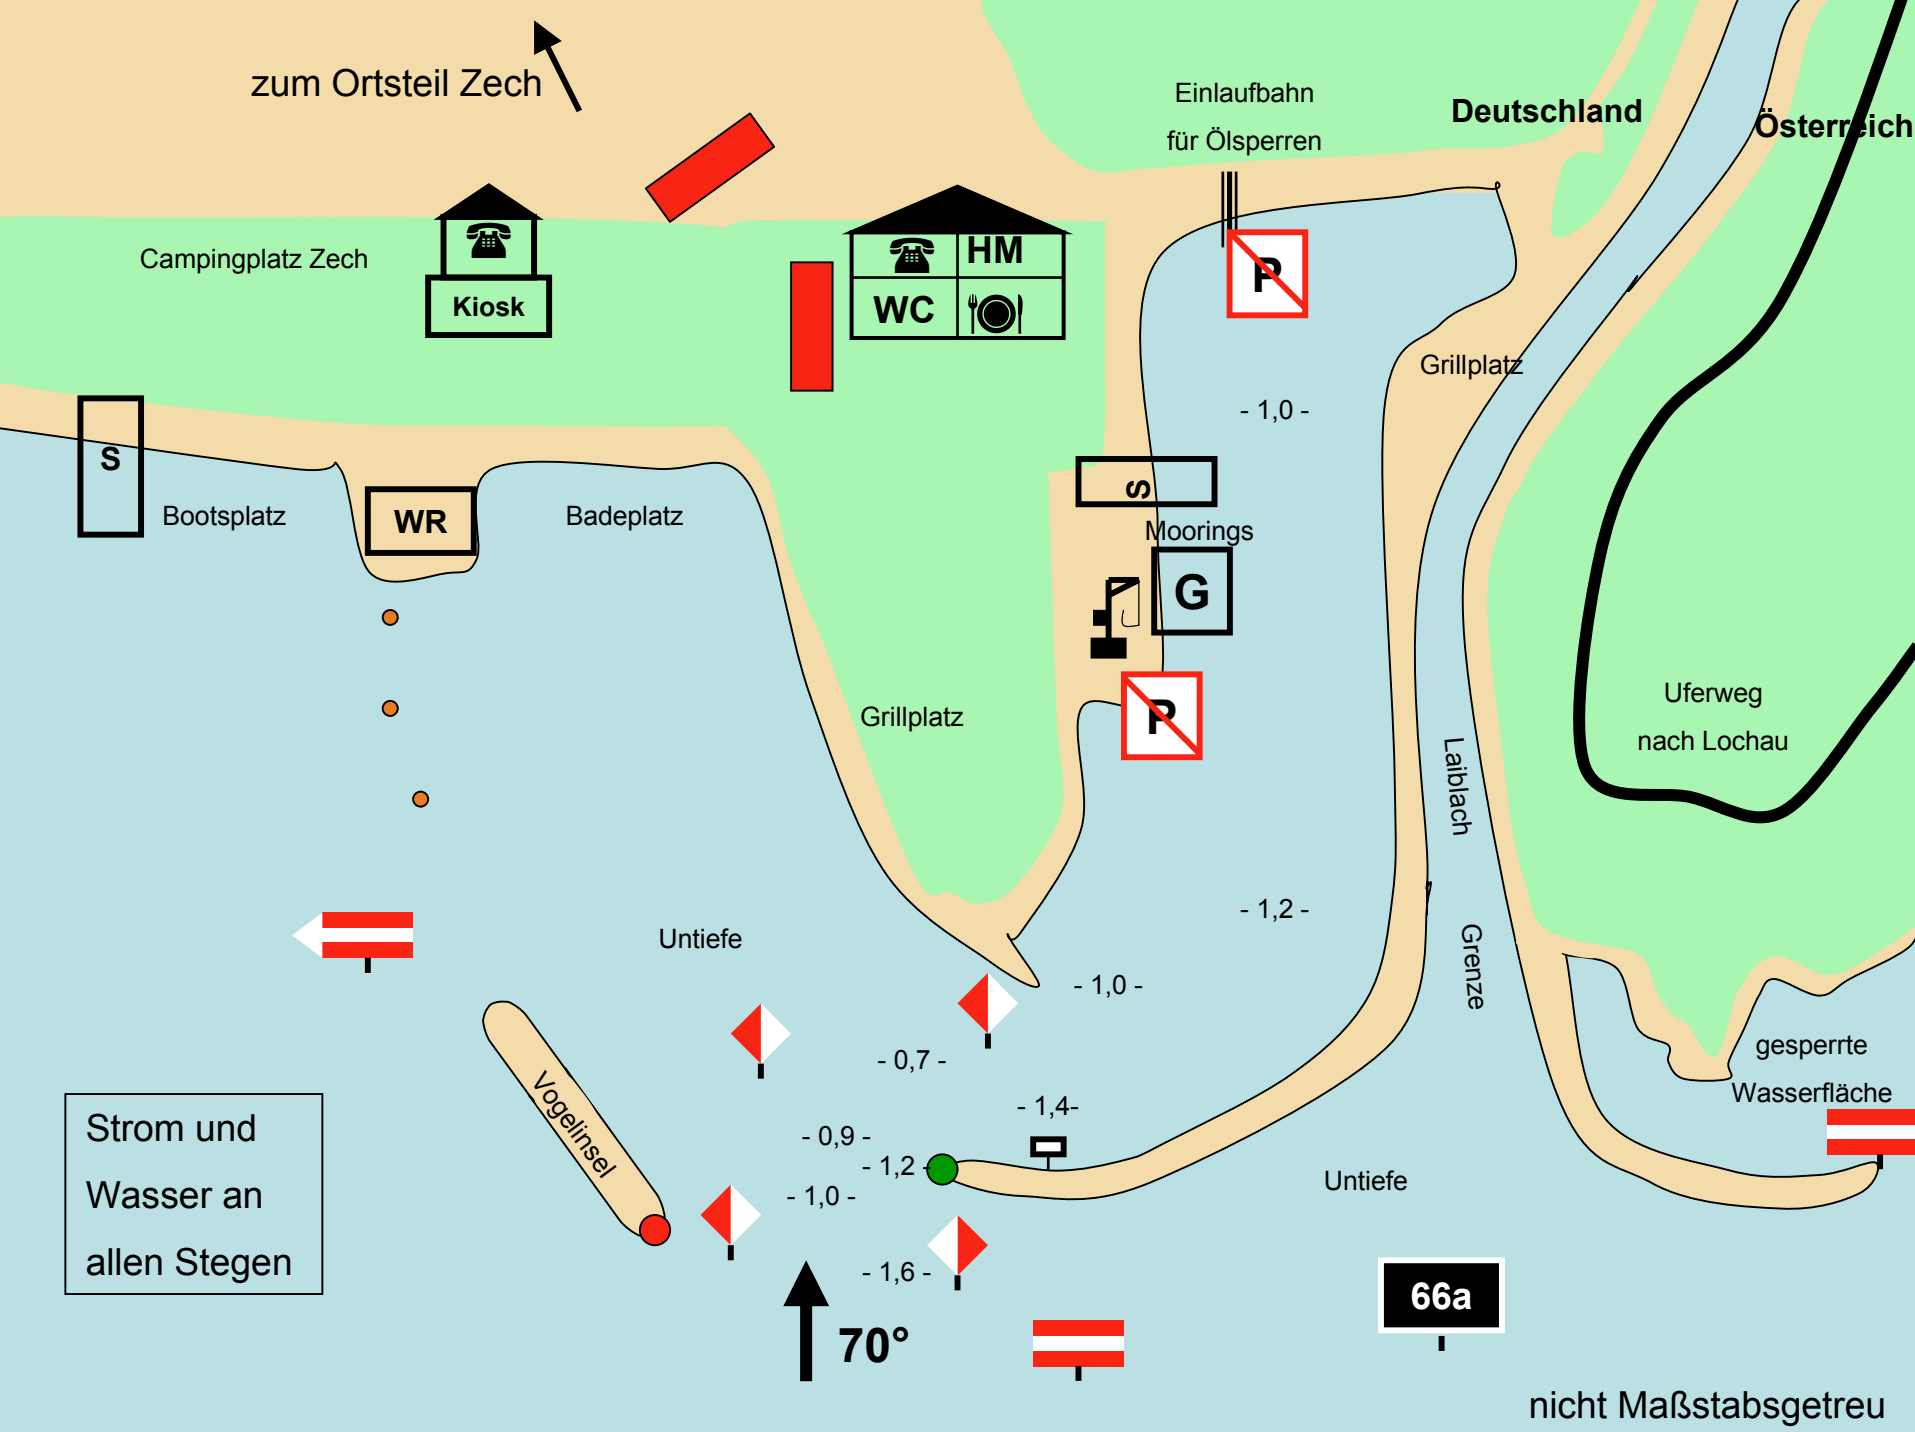 zum Ortsteil Zech
Einlaufbahn
für Ölsperren
Deutschland
Österreich
Campingplatz Zech
Kiosk
HM
WC
P
Grillplatz
- 1,0 -
S
S
Moorings
Bootsplatz
WR
Badeplatz
G
Grillplatz
P
Uferweg
nach Lochau
Laiblach
Grenze
- 1,2 -
Untiefe
- 1,0 -
- 0,7 -
gesperrte
Wasserfläche
- 1,4-
Vogelinsel
- 0,9 -
- 1,2 -
- 1,0 -
Untiefe
Strom und
Wasser an
allen Stegen
- 1,6 -
66a
70°
nicht Maßstabsgetreu